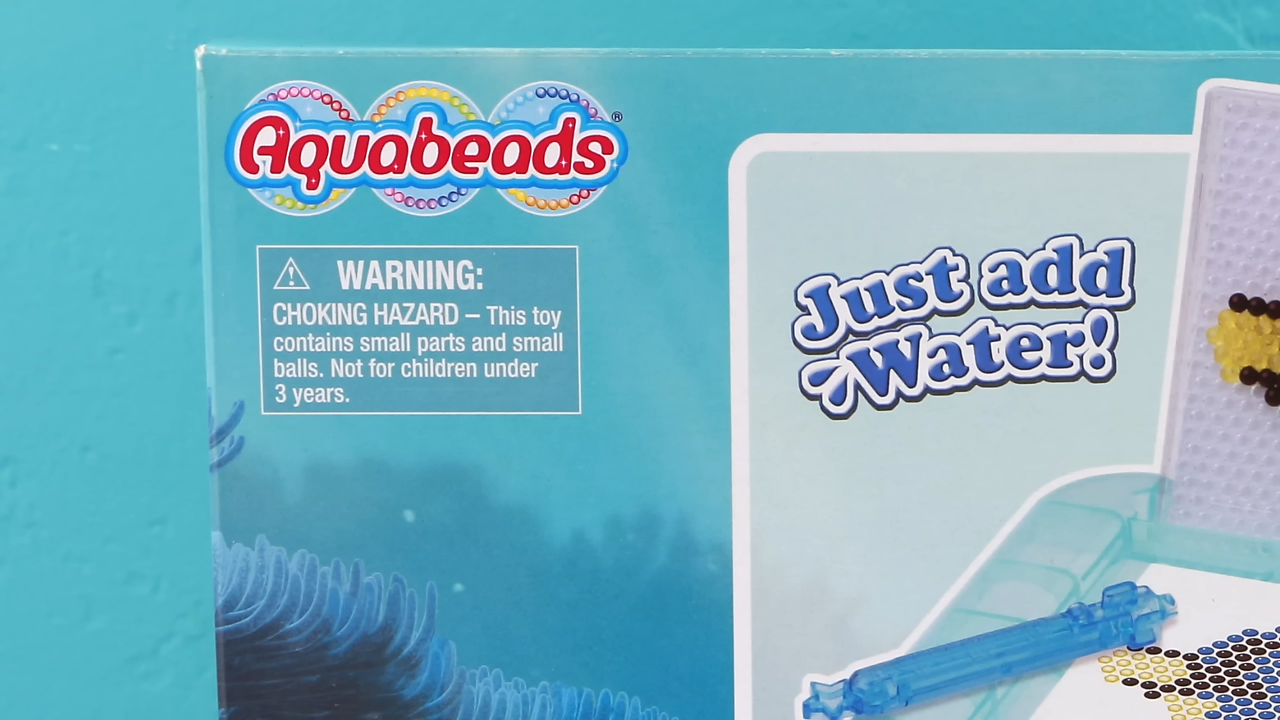 Aquabeads®
WARNING:
CHOKING HAZARD – This toy
contains small parts and small
balls. Not for children under
3 years.
Just add
Water!